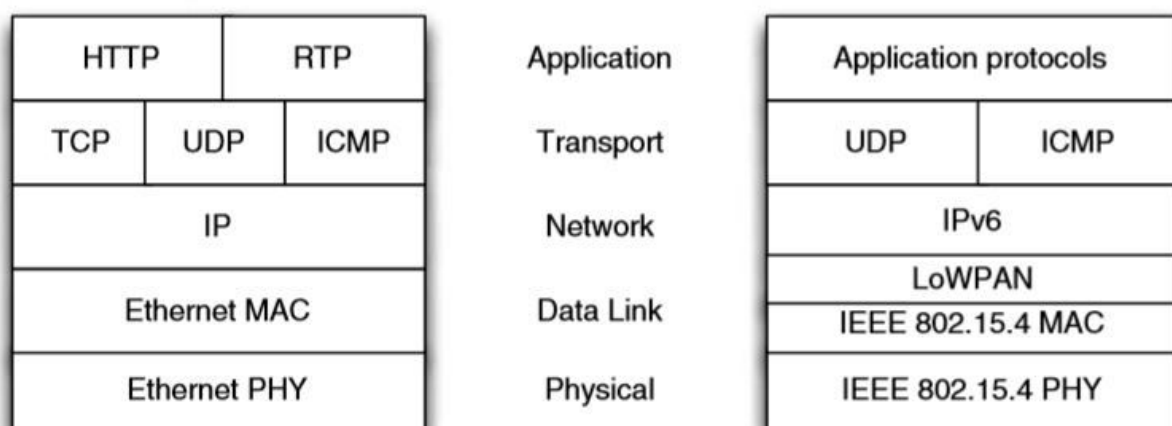 HTTP RTP Application Application protocols
TCP UDP ICMP Transport UDP ICMP
IP Network IPv6
LoWPAN
Ethernet MAC Data Link IEEE 802.15.4 MAC
Ethernet PHY Physical IEEE 802.15.4 PHY